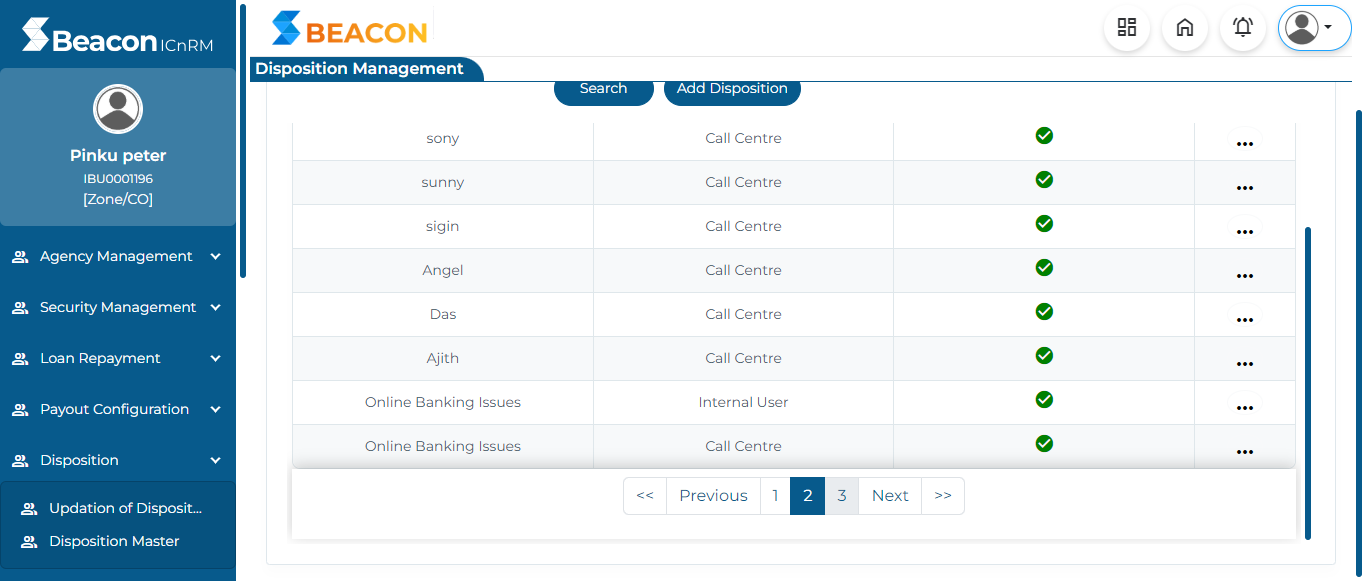 Beacon ICnRM
Pinku peter
IBU0001196
[Zone/CO]
Agency Management
Security Management
Loan Repayment
Payout Configuration
Disposition
Updation of Disposit...
Disposition Master
BEACON
Disposition Management
Search Add Disposition
sony Call Centre
sunny Call Centre
sigin Call Centre
Angel Call Centre
Das Call Centre
Ajith Call Centre
Online Banking Issues Internal User
Online Banking Issues Call Centre
<< Previous 1 2 3 Next >>